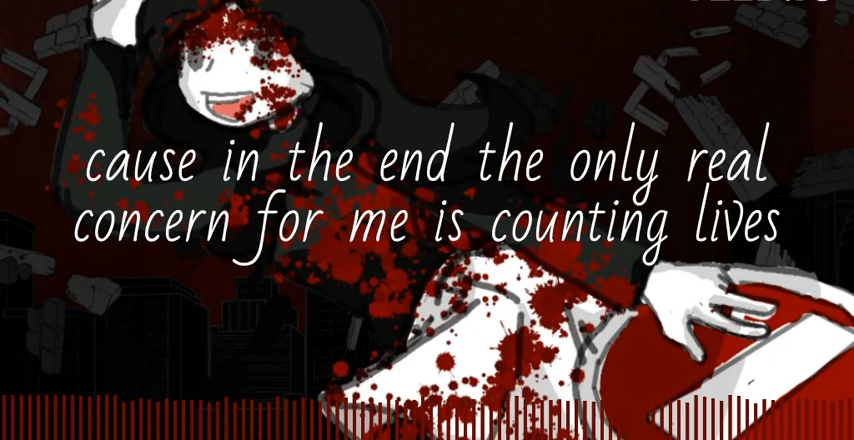 cause in the end the only real
concern for me is counting lives